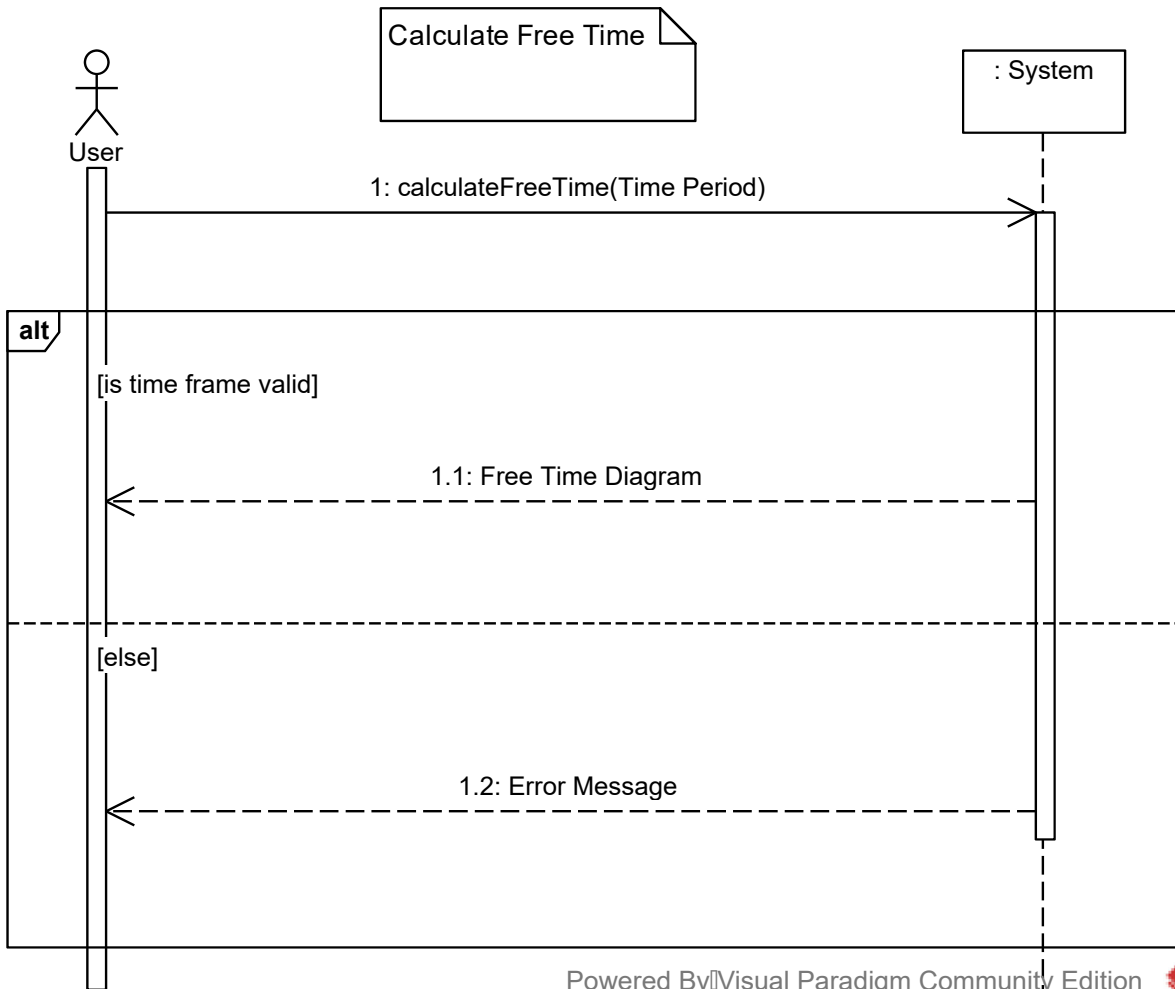 Calculate Free Time
: System
User
1: calculateFreeTime(Time Period)
alt
[is time frame valid]
1.1: Free Time Diagram
[else]
1.2: Error Message
Powered By▯Visual Paradigm Community Edition